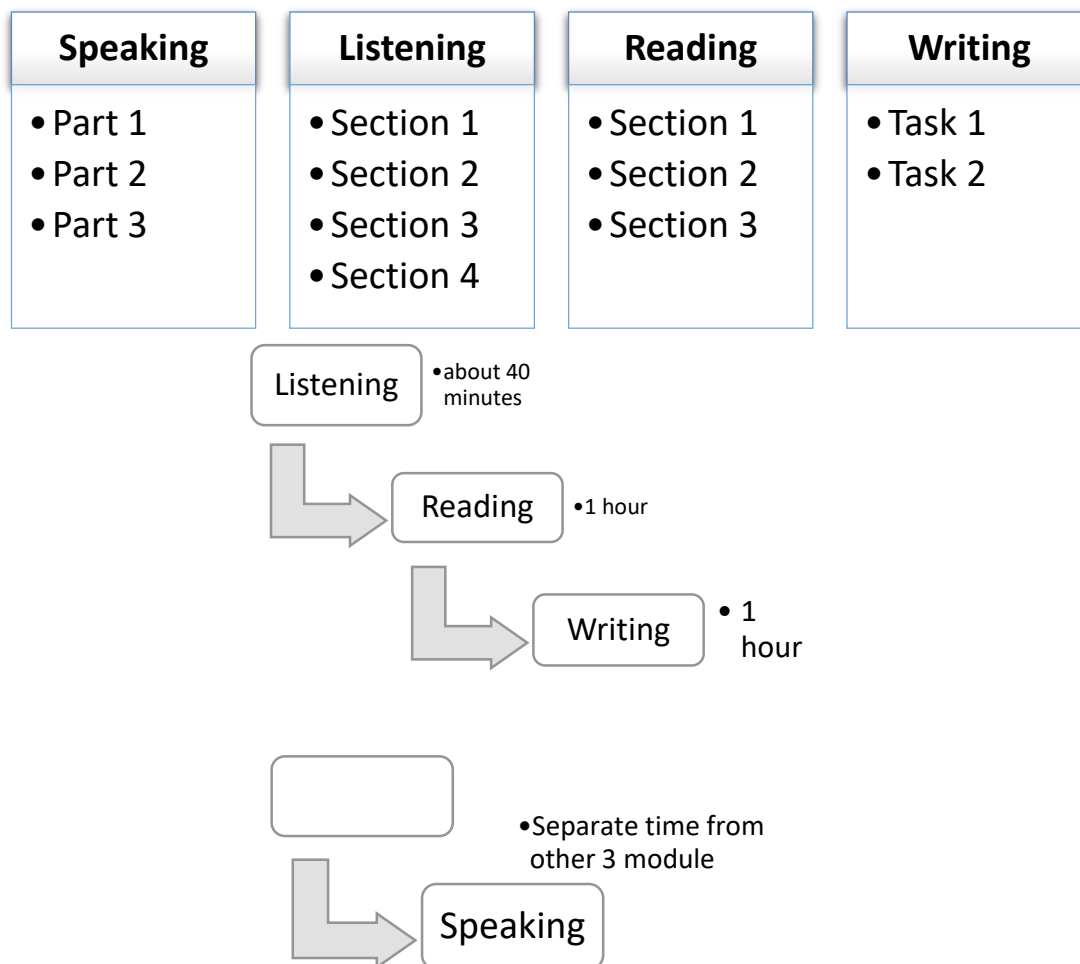 Speaking
• Part 1
• Part 2
• Part 3
Listening
• Section 1
• Section 2
• Section 3
• Section 4
Reading
• Section 1
• Section 2
• Section 3
Writing
• Task 1
• Task 2
Listening
• about 40
minutes
Reading
• 1 hour
Writing
• 1
hour
• Separate time from
other 3 module
Speaking